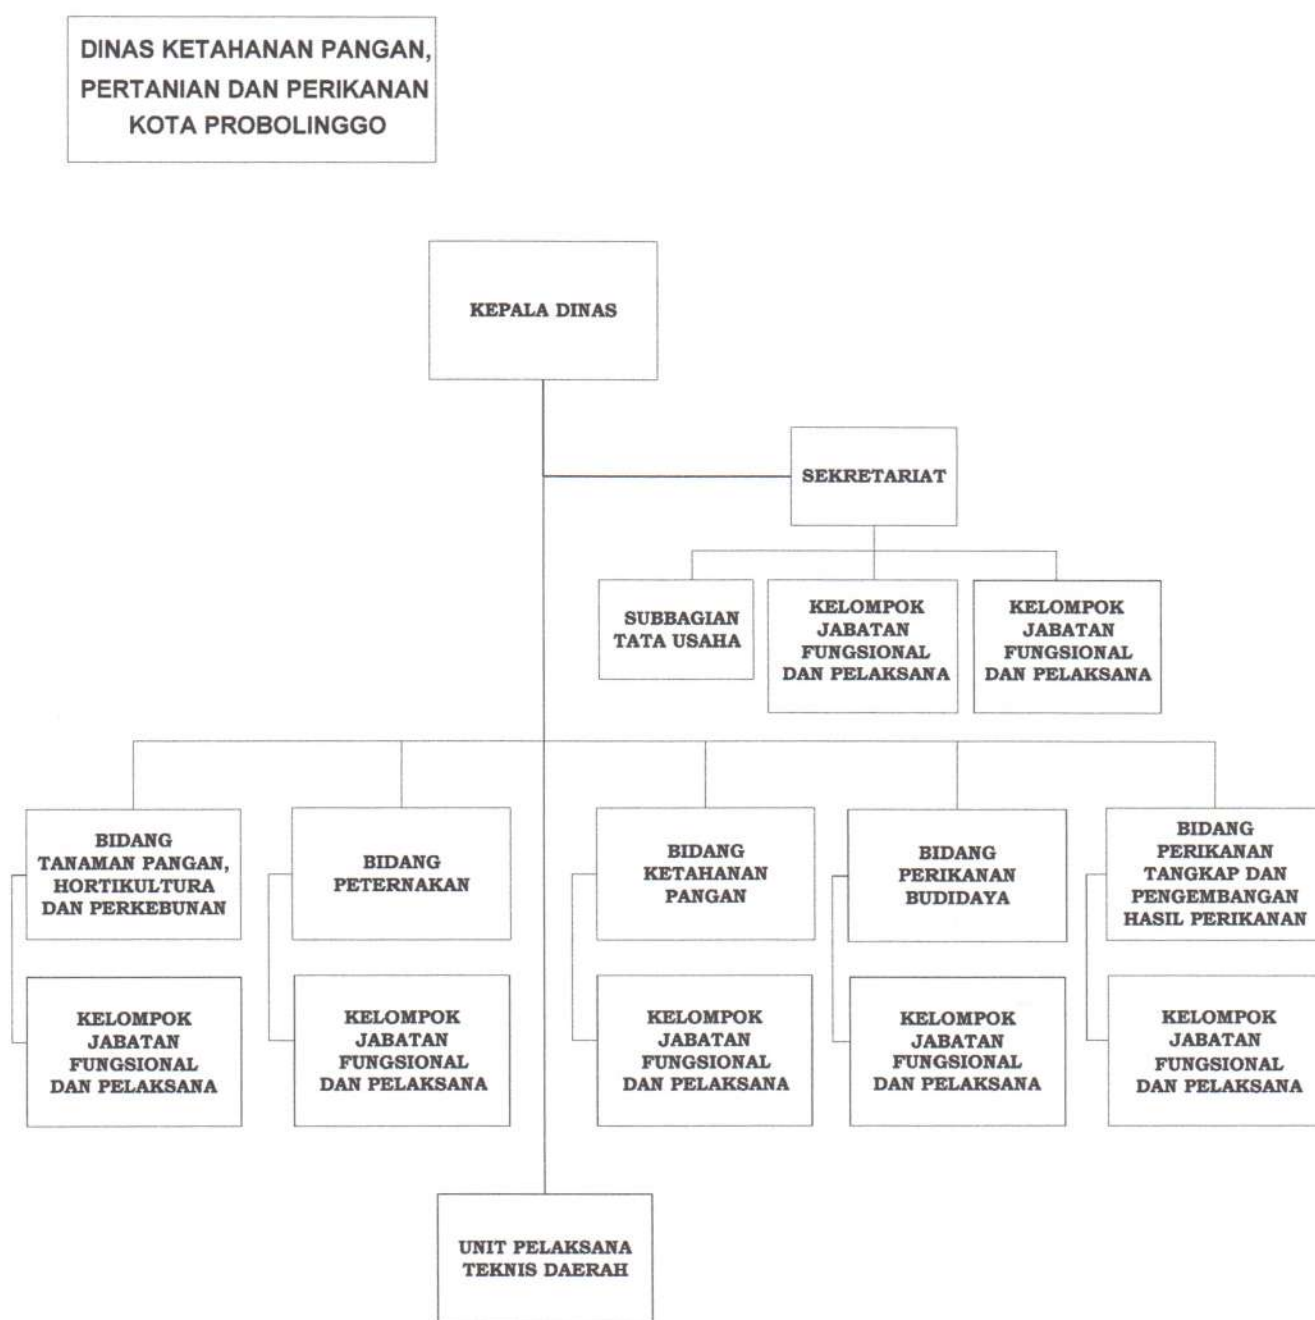 DINAS KETAHANAN PANGAN,
PERTANIAN DAN PERIKANAN
KOTA PROBOLINGGO
KEPALA DINAS
SEKRETARIAT
SUBBAGIAN
TATA USAHA
KELOMPOK
JABATAN
FUNGSIONAL
DAN PELAKSANA
KELOMPOK
JABATAN
FUNGSIONAL
DAN PELAKSANA
BIDANG
TANAMAN PANGAN,
HORTIKULTURA
DAN PERKEBUNAN
BIDANG
PETERNAKAN
BIDANG
KETAHANAN
PANGAN
BIDANG
PERIKANAN
BUDIDAYA
BIDANG
PERIKANAN
TANGKAP DAN
PENGEMBANGAN
HASIL PERIKANAN
KELOMPOK
JABATAN
FUNGSIONAL
DAN PELAKSANA
KELOMPOK
JABATAN
FUNGSIONAL
DAN PELAKSANA
KELOMPOK
JABATAN
FUNGSIONAL
DAN PELAKSANA
KELOMPOK
JABATAN
FUNGSIONAL
DAN PELAKSANA
KELOMPOK
JABATAN
FUNGSIONAL
DAN PELAKSANA
UNIT PELAKSANA
TEKNIS DAERAH